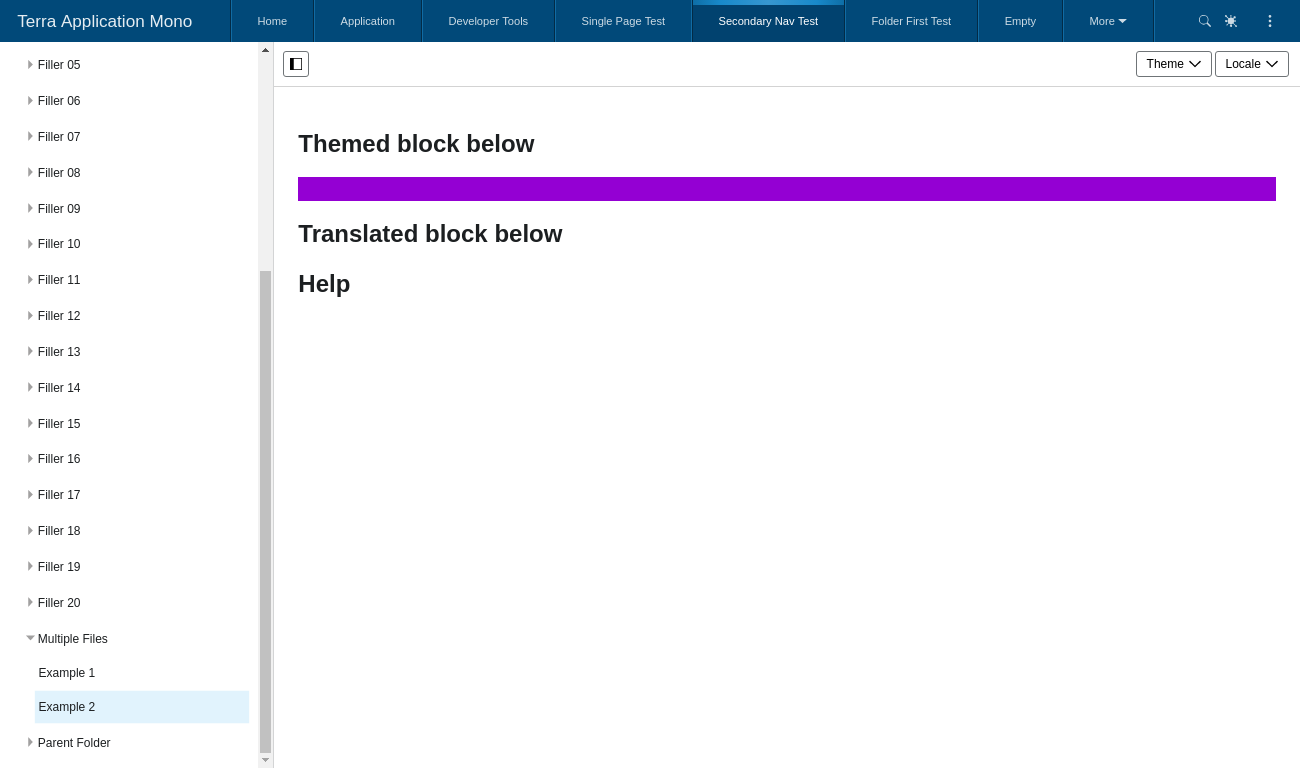 Terra Application Mono
Home
Application
Developer Tools
Single Page Test
Secondary Nav Test
Folder First Test
Empty
More
Filler 05
Filler 06
Filler 07
Filler 08
Filler 09
Filler 10
Filler 11
Filler 12
Filler 13
Filler 14
Filler 15
Filler 16
Filler 17
Filler 18
Filler 19
Filler 20
Multiple Files
Example 1
Example 2
Parent Folder
Theme
Locale
Themed block below
Translated block below
Help